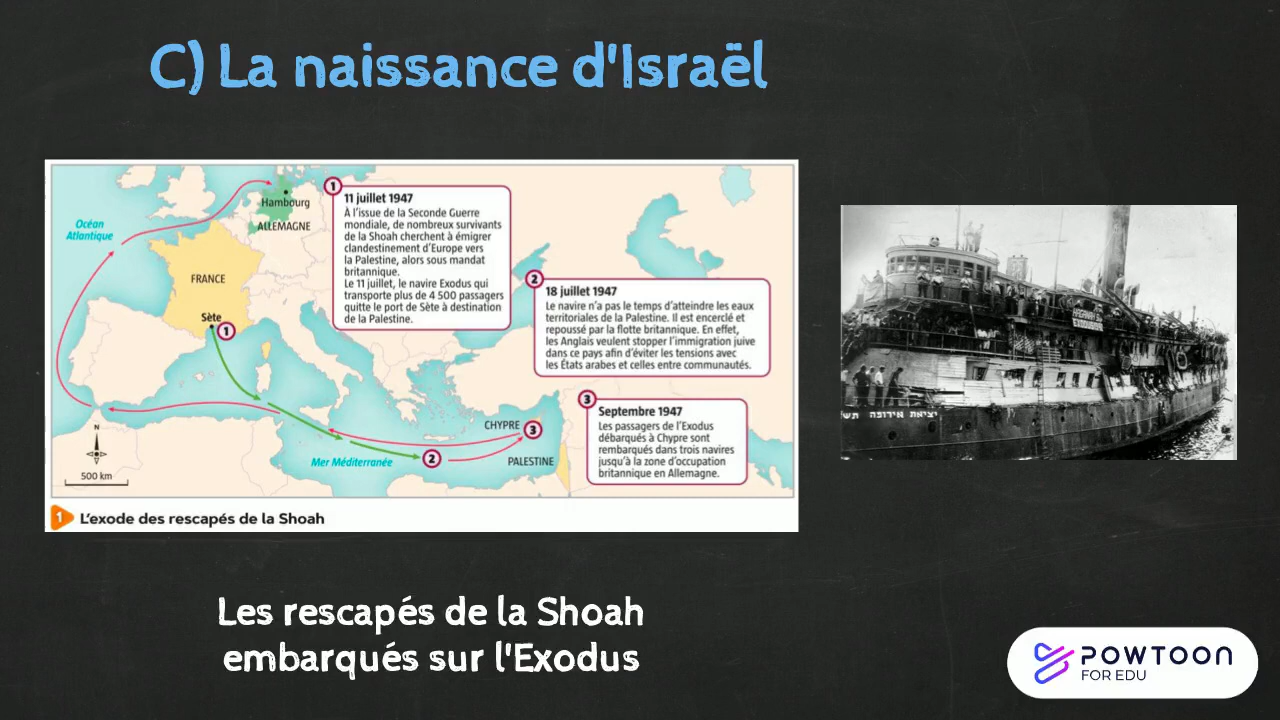 C) La naissance d'Israël
Océan
Atlantique
Hambourg
ALLEMAGNE
FRANCE
Sète
1
1
11 juillet 1947
À l'issue de la Seconde Guerre
mondiale, de nombreux survivants
de la Shoah cherchent à émigrer
clandestinement d'Europe vers
la Palestine, alors sous mandat
britannique.
Le 11 juillet, le navire Exodus qui
transporte plus de 4 500 passagers
quitte le port de Sète à destination
de la Palestine.
2
18 juillet 1947
Le navire n'a pas le temps d'atteindre les eaux
territoriales de la Palestine. Il est encerclé et
repoussé par la flotte britannique. En effet,
les Anglais veulent stopper l'immigration juive
dans ce pays afin d'éviter les tensions avec
les États arabes et celles entre communautés.
3
Septembre 1947
Les passagers de l'Exodus
débarqués à Chypre sont
rembarqués dans trois navires
jusqu'à la zone d'occupation
britannique en Allemagne.
CHYPRE
3
PALESTINE
Mer Méditerranée
2
N
500 km
1 L'exode des rescapés de la Shoah
יציאת אירופה תש
Les rescapés de la Shoah
embarqués sur l'Exodus
POWTOON
FOR EDU